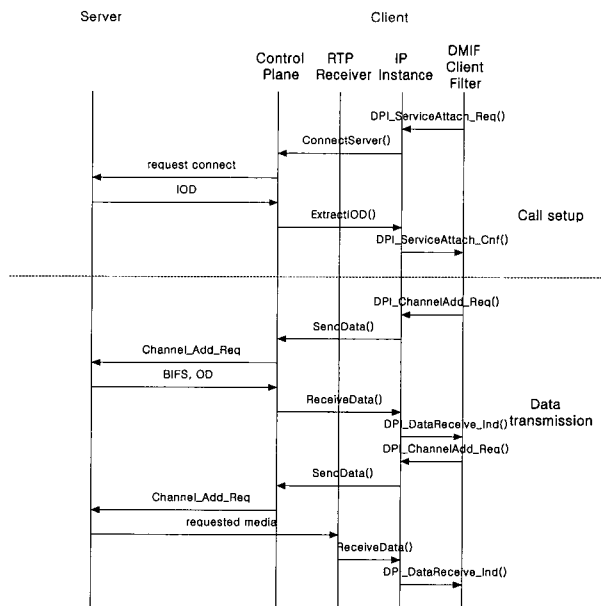 Server
Client
Control
Plane
RTP
Receiver
IP
Instance
DMIF
Client
Filter
DPI_ServiceAttach_Req()
ConnectServer()
request connect
IOD
ExtractIOD()
Call setup
DPI_ServiceAttach_Cnf()
DPI_ChannelAdd_Req()
SendData()
Channel_Add_Req
BIFS, OD
ReceiveData()
Data
transmission
DPI_DataReceive_Ind()
DPI_ChannelAdd_Req()
SendData()
Channel_Add_Req
requested media
ReceiveData()
DPI_DataReceive_Ind()